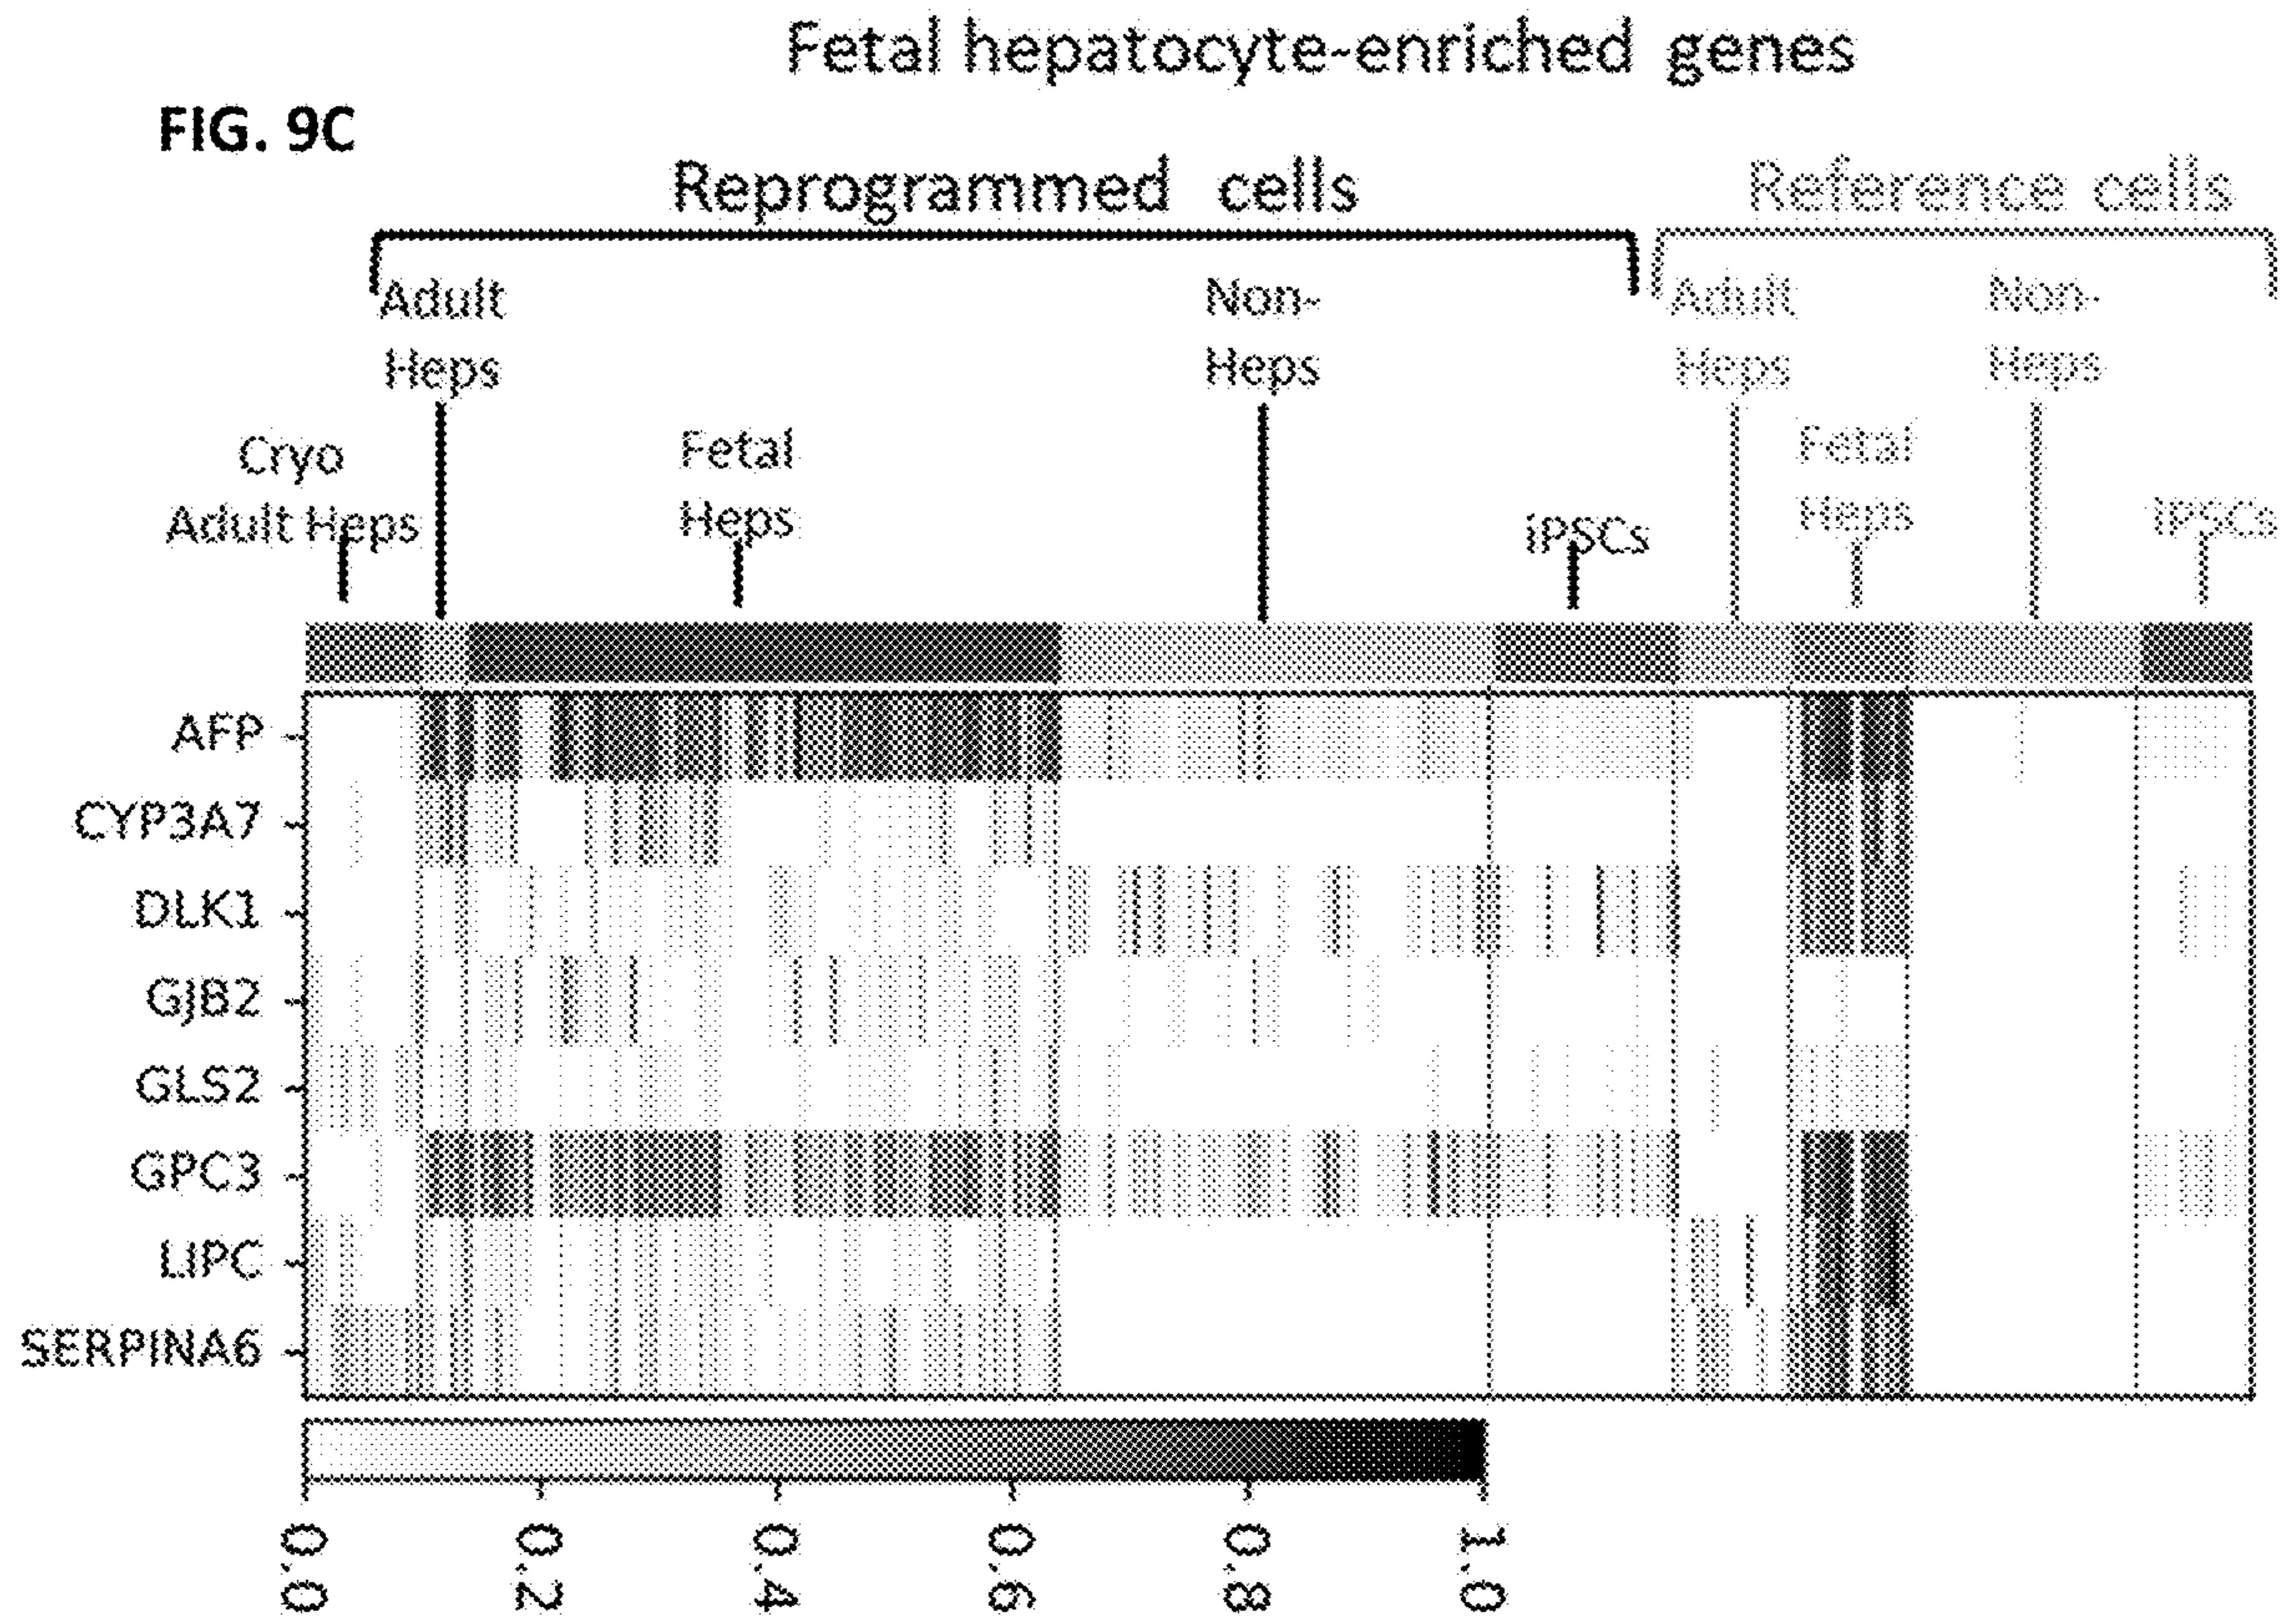 Fetal hepatocyte-enriched genes
FIG. 9C
Reprogrammed cells
Reference cells
Adult
Heps
Non-
Heps
Adult
Heps
Non-
Heps
Cryo
Adult Heps
Fetal
Heps
iPSCs
Fetal
Heps
iPSCs
AFP
CYP3A7
DLK1
GJB2
GLS2
GPC3
LIPC
SERPINA6
0.0
0.2
0.4
0.6
0.8
1.0